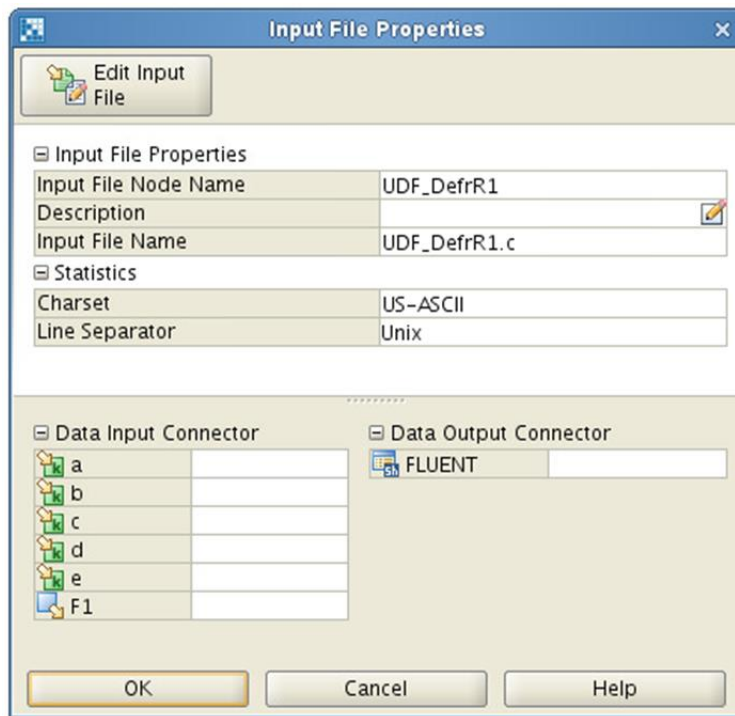 Input File Properties
Edit Input
File
Input File Properties
Input File Node Name UDF_DefrR1
Description
Input File Name UDF_DefrR1.c
Statistics
Charset US-ASCII
Line Separator Unix
Data Input Connector Data Output Connector
a FLUENT
b
c
d
e
F1
OK Cancel Help